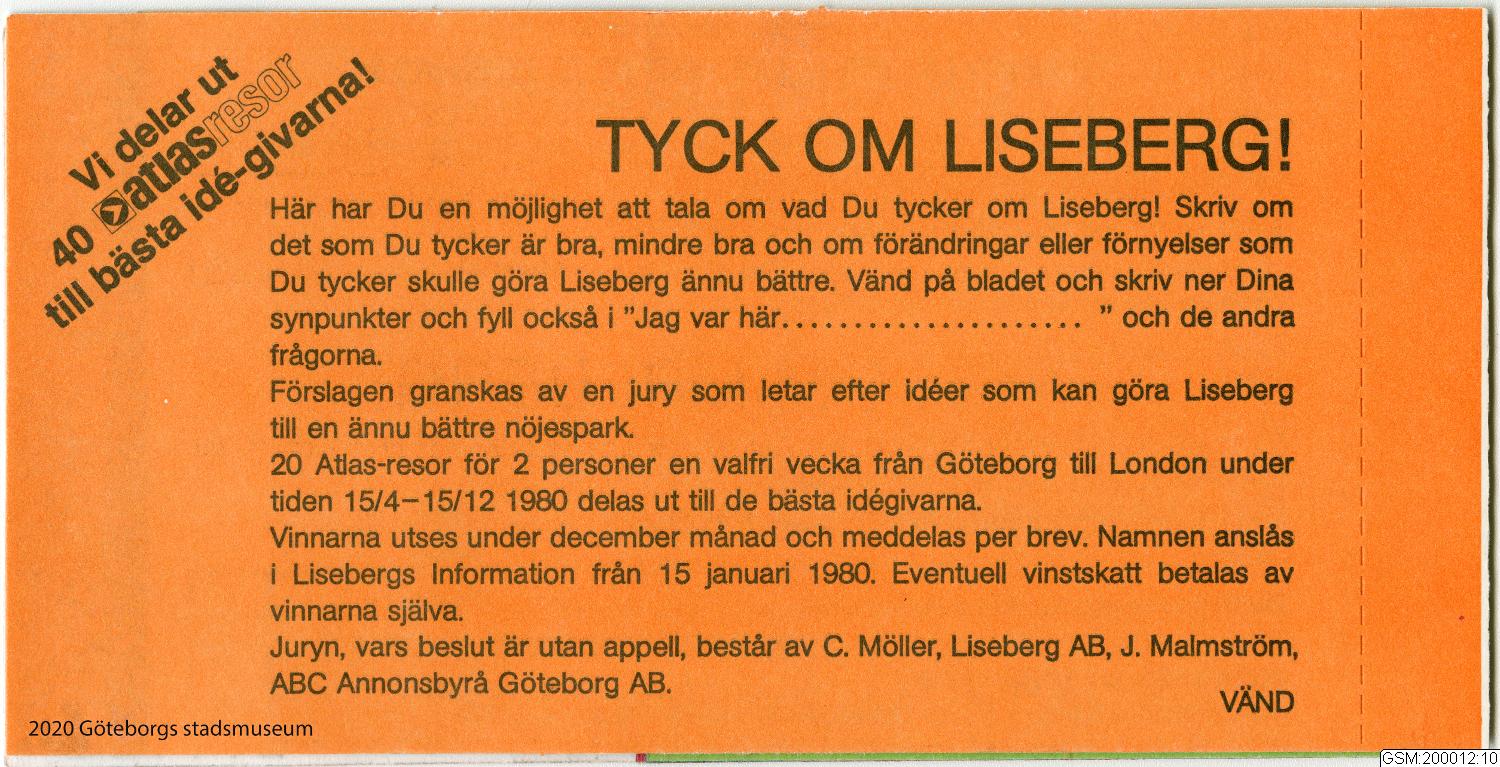 Vi delar ut
40 atlasresor
till bästa idé-givarna!
TYCK OM LISEBERG!
Här har Du en möjlighet att tala om vad Du tycker om Liseberg! Skriv om
det som Du tycker är bra, mindre bra och om förändringar eller förnyelser som
Du tycker skulle göra Liseberg ännu bättre. Vänd på bladet och skriv ner Dina
synpunkter och fyll också i ”Jag var här..................... ” och de andra
frågorna.
Förslagen granskas av en jury som letar efter idéer som kan göra Liseberg
till en ännu bättre nöjespark.
20 Atlas-resor för 2 personer en valfri vecka från Göteborg till London under
tiden 15/4–15/12 1980 delas ut till de bästa idégivarna.
Vinnarna utses under december månad och meddelas per brev. Namnen anslås
i Lisebergs Information från 15 januari 1980. Eventuell vinstskatt betalas av
vinnarna själva.
Juryn, vars beslut är utan appell, består av C. Möller, Liseberg AB, J. Malmström,
ABC Annonsbyrå Göteborg AB.
VÄND
2020 Göteborgs stadsmuseum
GSM:200012:10